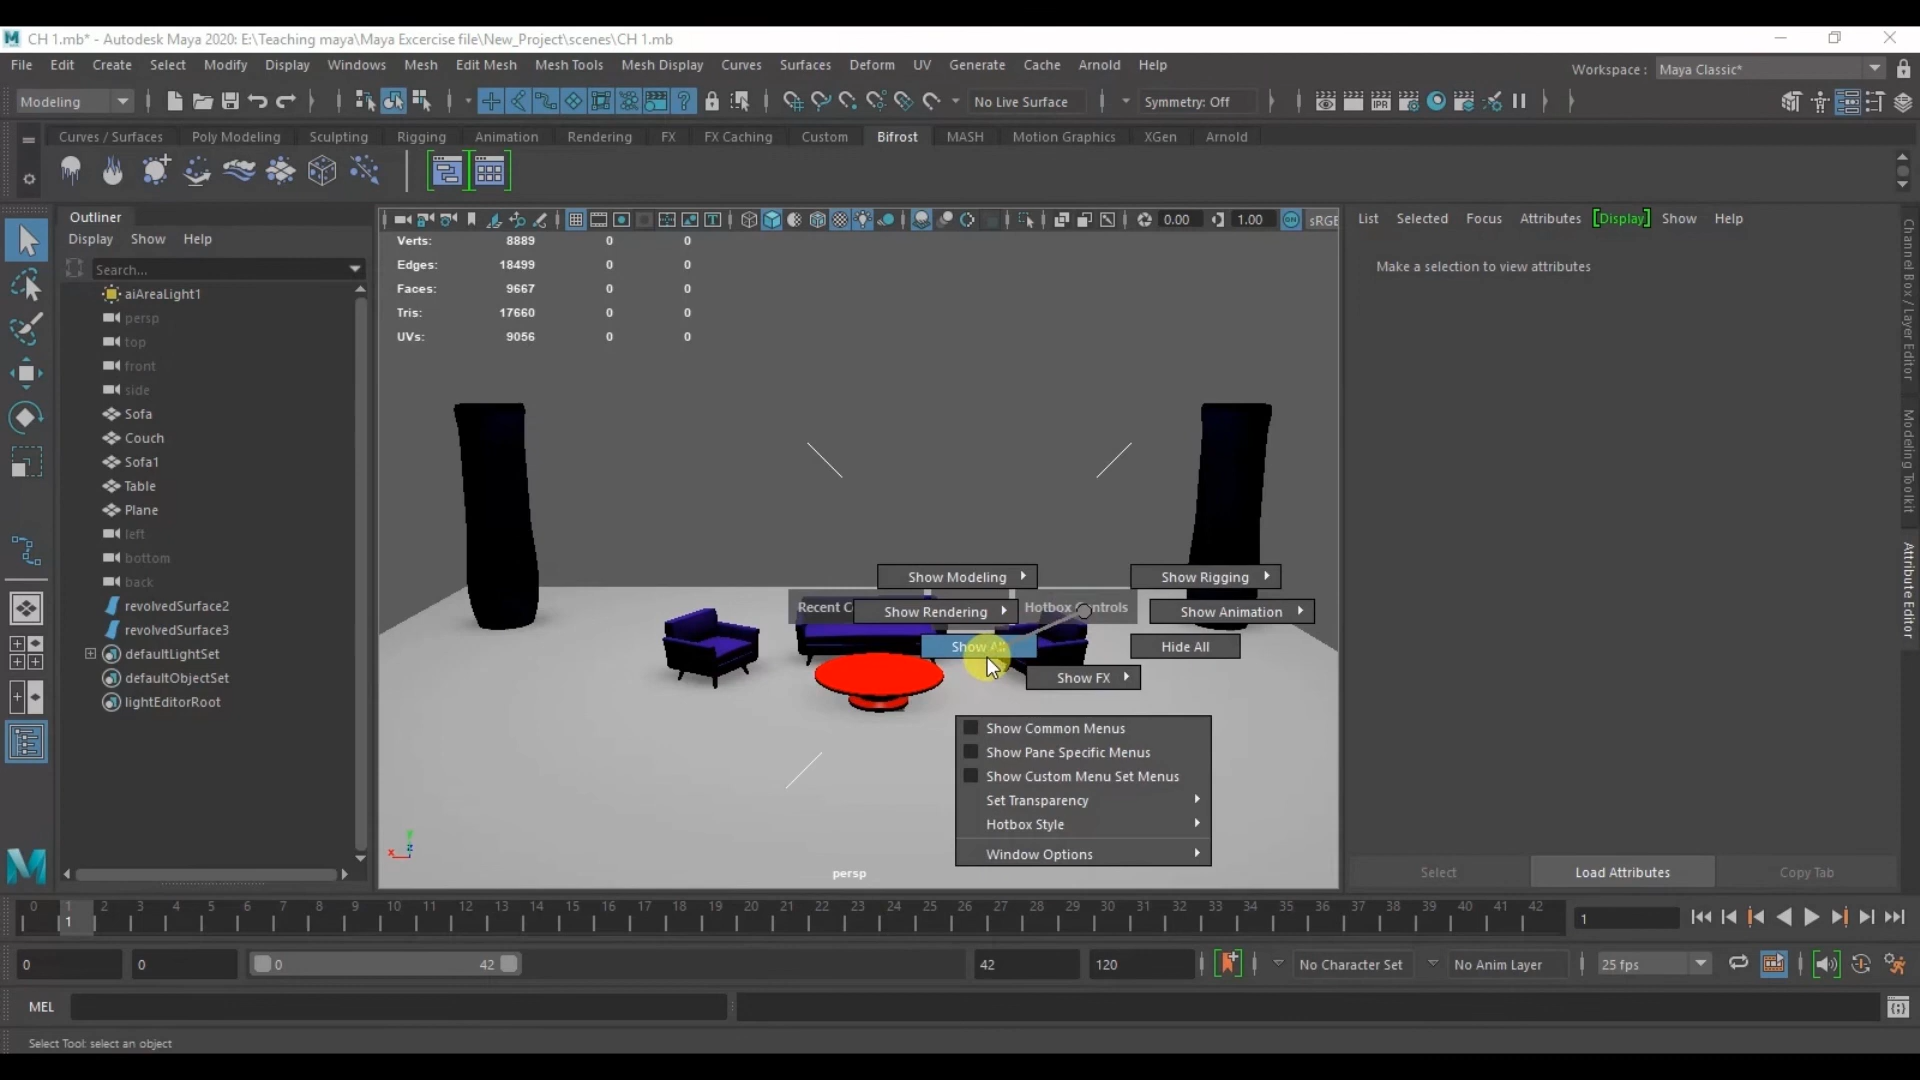 CH 1.mb* - Autodesk Maya 2020: E:\Teaching maya\Maya Excercise file\New_Project\scenes\CH 1.mb
File Edit Create Select Modify Display Windows Mesh Edit Mesh Mesh Tools Mesh Display Curves Surfaces Deform UV Generate Cache Arnold Help
Workspace : Maya Classic*
Modeling
No Live Surface
Symmetry: Off
IPR
Curves / Surfaces Poly Modeling Sculpting Rigging Animation Rendering FX FX Caching Custom Bifrost MASH Motion Graphics XGen Arnold
Outliner
Display Show Help
Search...
aiAreaLight1
persp
top
front
side
Sofa
Couch
Sofa1
Table
Plane
left
bottom
back
revolvedSurface2
revolvedSurface3
defaultLightSet
defaultObjectSet
lightEditorRoot
0.00
1.00
ON
sRGB
Verts: 8889 0 0
Edges: 18499 0 0
Faces: 9667 0 0
Tris: 17660 0 0
UVs: 9056 0 0
Show Modeling
Show Rigging
Recent
Show Rendering
Hotbox Controls
Show Animation
Show All
Hide All
Show FX
Show Common Menus
Show Pane Specific Menus
Show Custom Menu Set Menus
Set Transparency
Hotbox Style
Window Options
x y z
persp
List Selected Focus Attributes Display Show Help
Make a selection to view attributes
Channel Box / Layer Editor
Modeling Toolkit
Attribute Editor
Select
Load Attributes
Copy Tab
0 1 2 3 4 5 6 7 8 9 10 11 12 13 14 15 16 17 18 19 20 21 22 23 24 25 26 27 28 29 30 31 32 33 34 35 36 37 38 39 40 41 42
1
1
0
0
0
42
42
120
No Character Set
No Anim Layer
25 fps
MEL
Select Tool: select an object